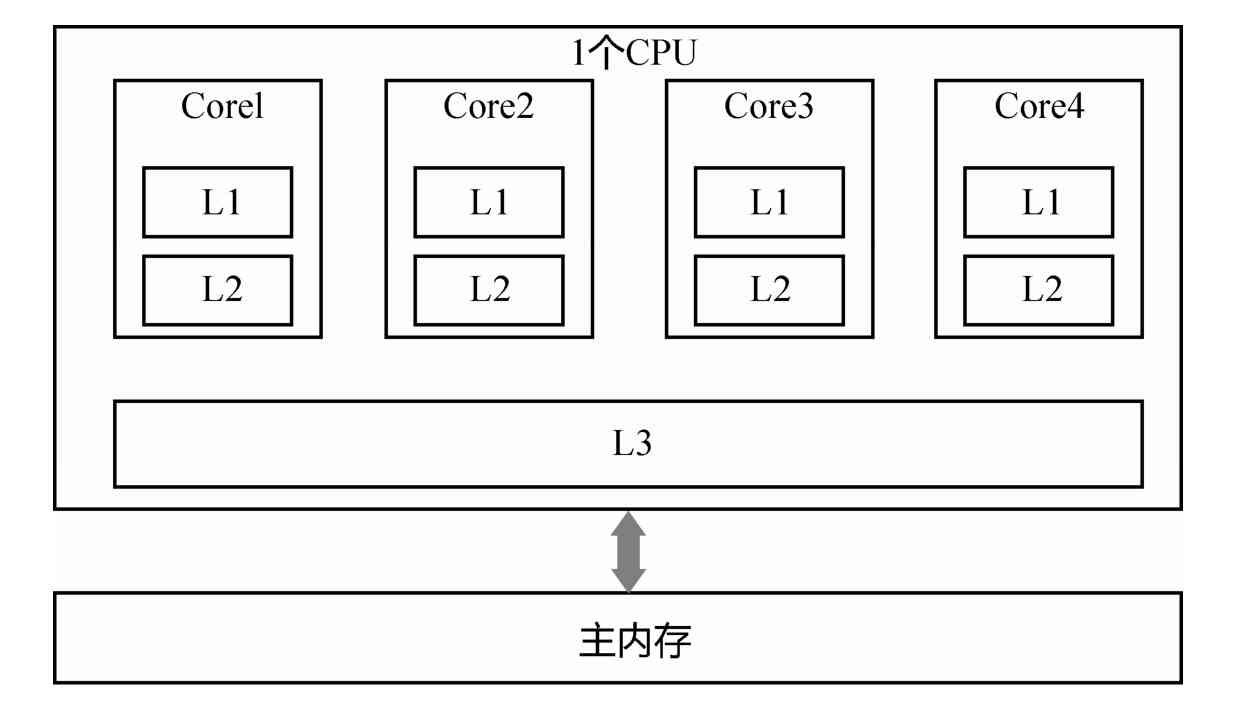 1个CPU
Corel Core2 Core3 Core4
L1 L1 L1 L1
L2 L2 L2 L2
L3
主内存